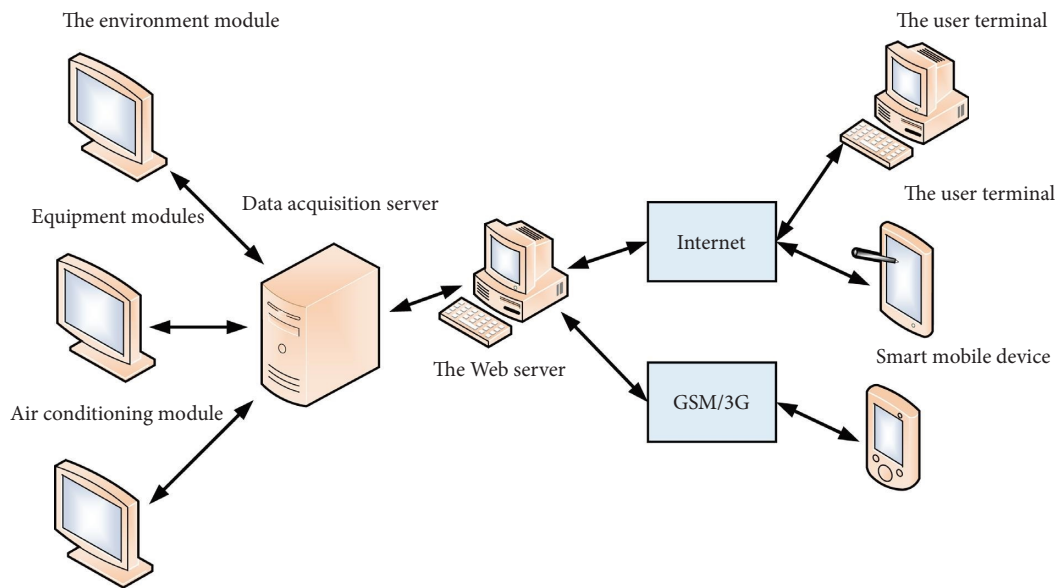 The environment module
The user terminal
Equipment modules
Data acquisition server
The user terminal
Internet
The Web server
Smart mobile device
Air conditioning module
GSM/3G